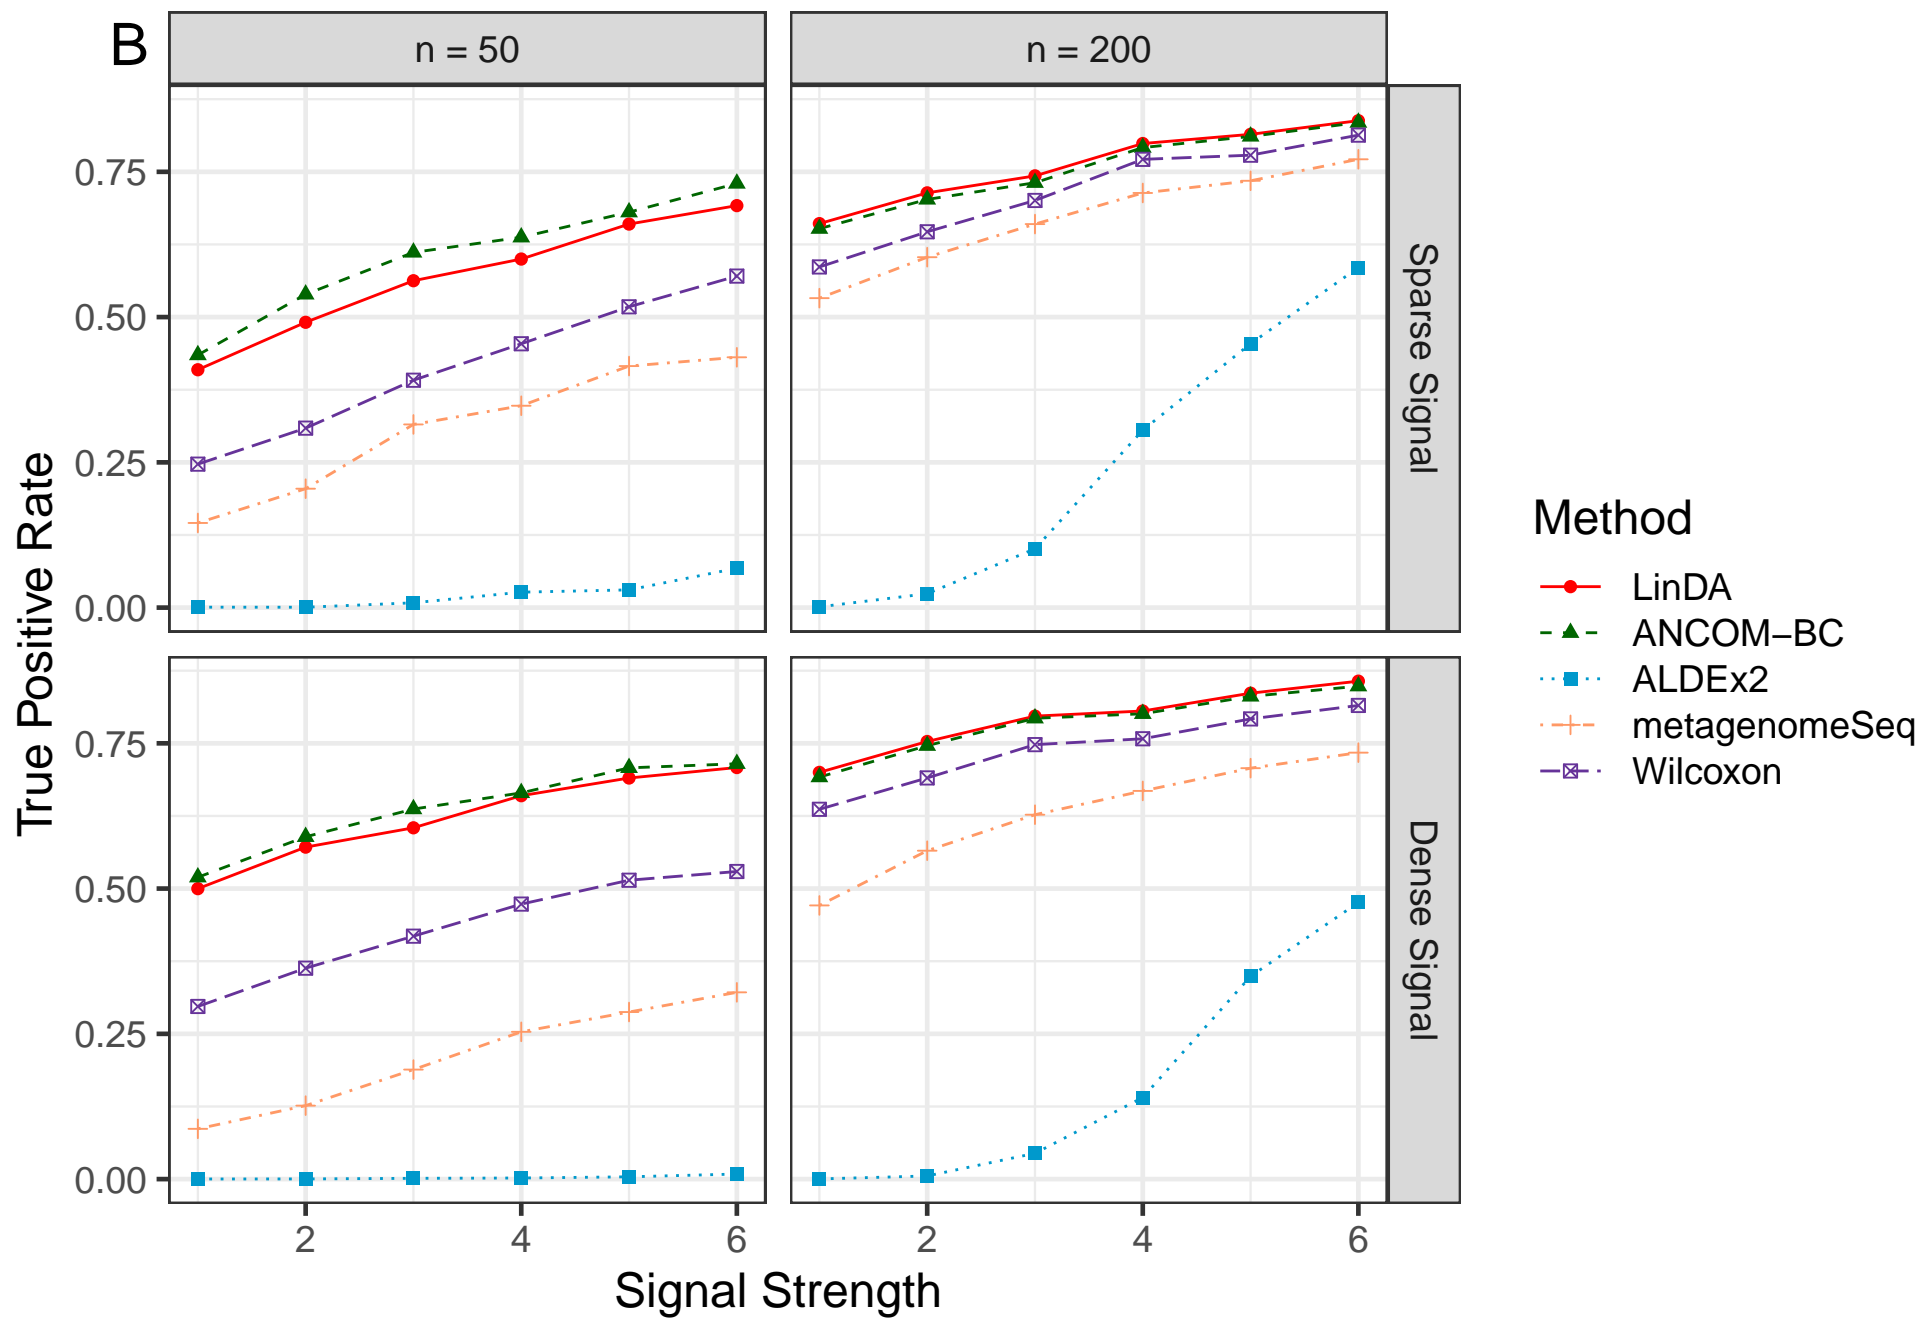 B
n = 50
n = 200
True Positive Rate
0.75
0.50
0.25
0.00
Sparse Signal
0.75
0.50
0.25
0.00
Dense Signal
2
4
6
2
4
6
Signal Strength
Method
LinDA
ANCOM−BC
ALDEx2
metagenomeSeq
Wilcoxon